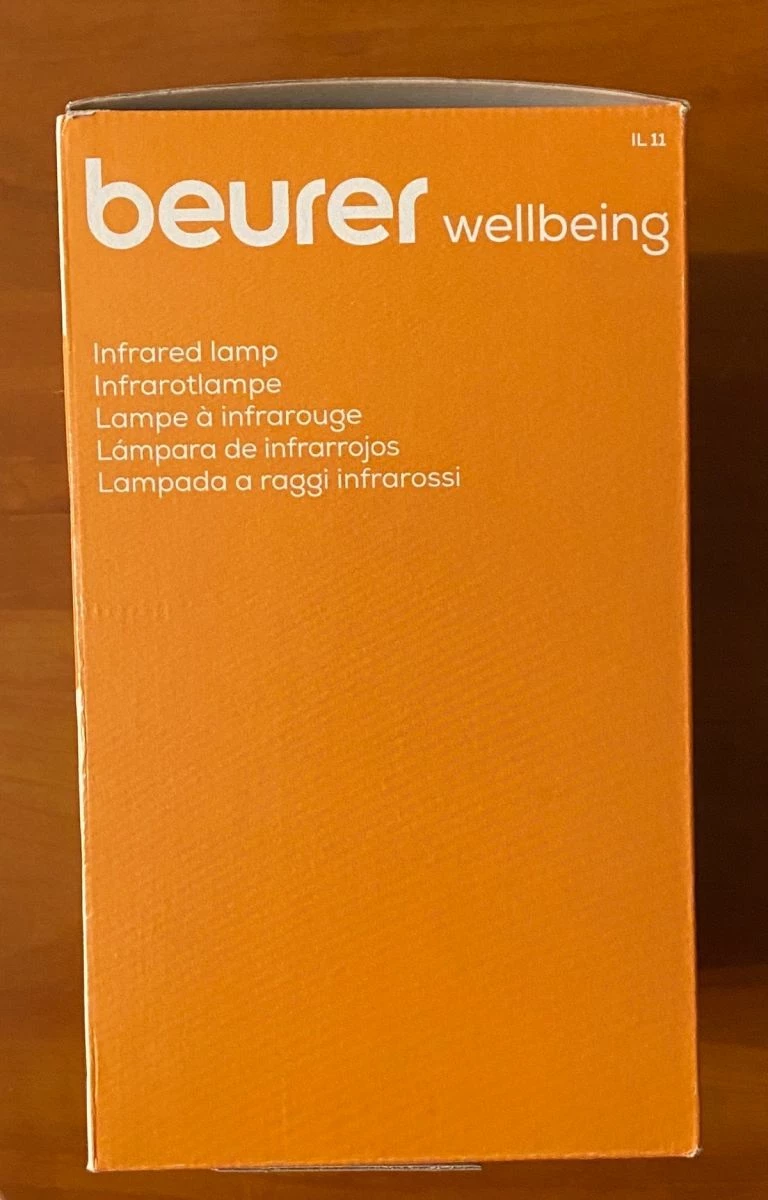 IL 11
beurer wellbeing
Infrared lamp
Infrarotlampe
Lampe à infrarouge
Lámpara de infrarrojos
Lampada a raggi infrarossi